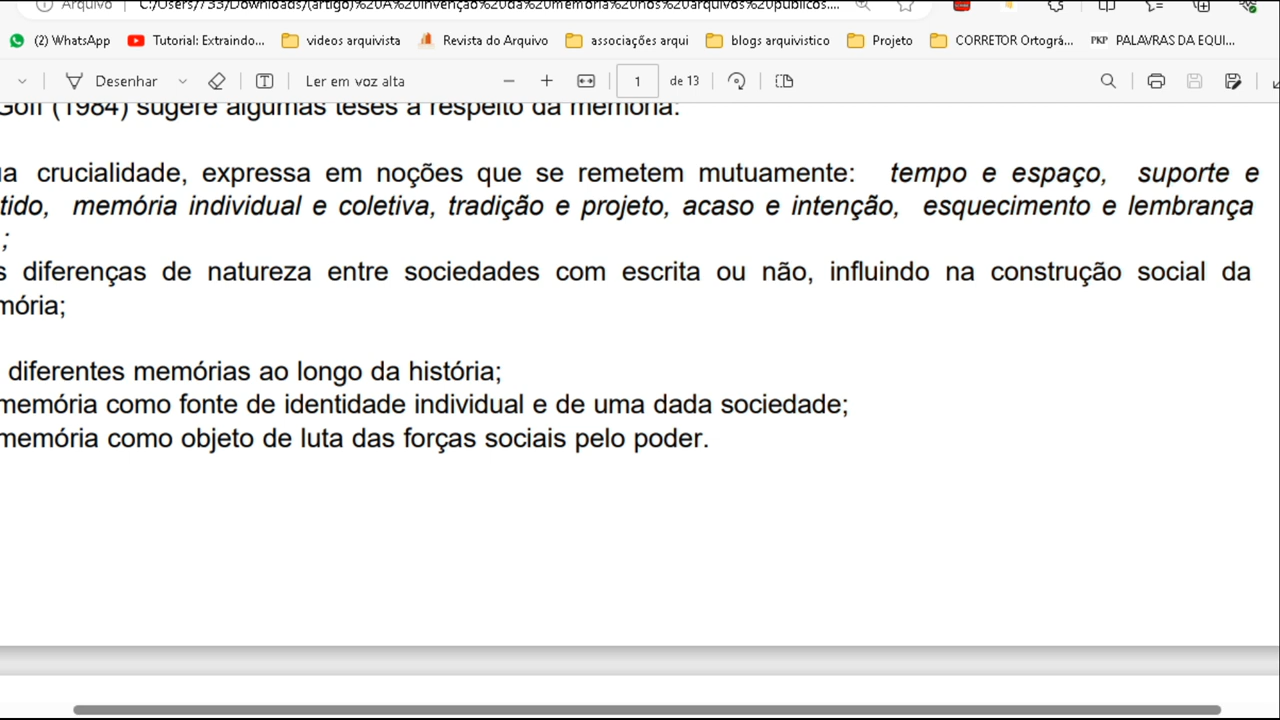 Arquivo C:/Users/733/Downloads/(artigo)%20A%20invenção%20da%20memória%20nos%20arquivos%20públicos....
(2) WhatsApp Tutorial: Extraindo... videos arquivista Revista do Arquivo associações arqui blogs arquivistico Projeto CORRETOR Ortográ... PKP PALAVRAS DA EQUI...
Desenhar Ler em voz alta 1 de 13
Goff (1984) sugere algumas teses a respeito da memória:
crucialidade, expressa em noções que se remetem mutuamente: tempo e espaço, suporte e
tido, memória individual e coletiva, tradição e projeto, acaso e intenção, esquecimento e lembrança
;
s diferenças de natureza entre sociedades com escrita ou não, influindo na construção social da
mória;
diferentes memórias ao longo da história;
memória como fonte de identidade individual e de uma dada sociedade;
memória como objeto de luta das forças sociais pelo poder.